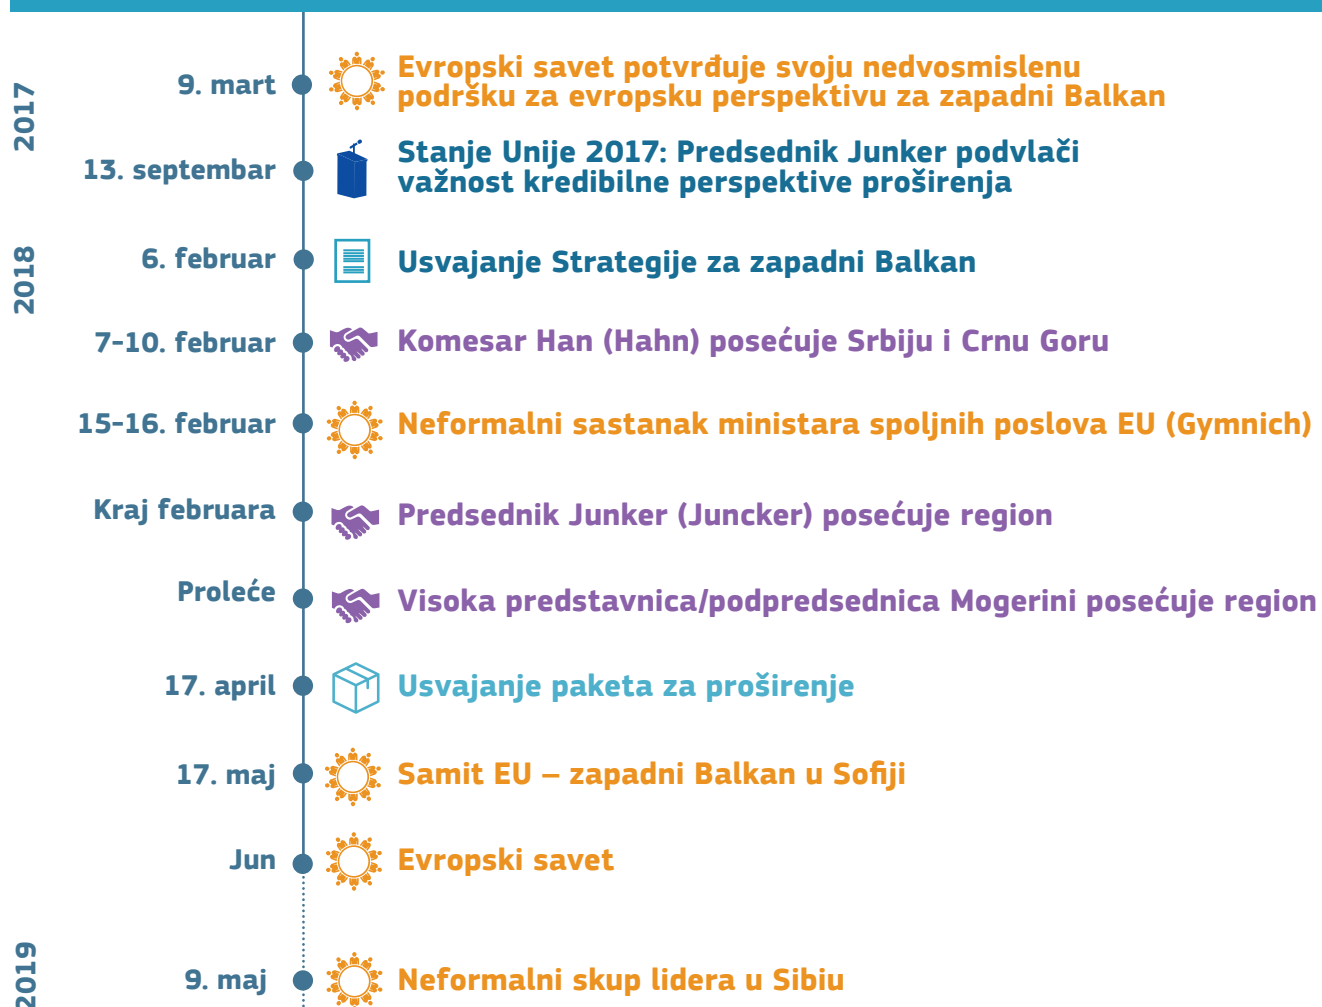 2017
9. mart
Evropski savet potvrđuje svoju nedvosmislenu
podršku za evropsku perspektivu za zapadni Balkan
13. septembar
Stanje Unije 2017: Predsednik Junker podvlači
važnost kredibilne perspektive proširenja
2018
6. februar
Usvajanje Strategije za zapadni Balkan
7-10. februar
Komesar Han (Hahn) posećuje Srbiju i Crnu Goru
15-16. februar
Neformalni sastanak ministara spoljnih poslova EU (Gymnich)
Kraj februara
Predsednik Junker (Juncker) posećuje region
Proleće
Visoka predstavnica/podpredsednica Mogerini posećuje region
17. april
Usvajanje paketa za proširenje
17. maj
Samit EU – zapadni Balkan u Sofiji
Jun
Evropski savet
2019
9. maj
Neformalni skup lidera u Sibiu